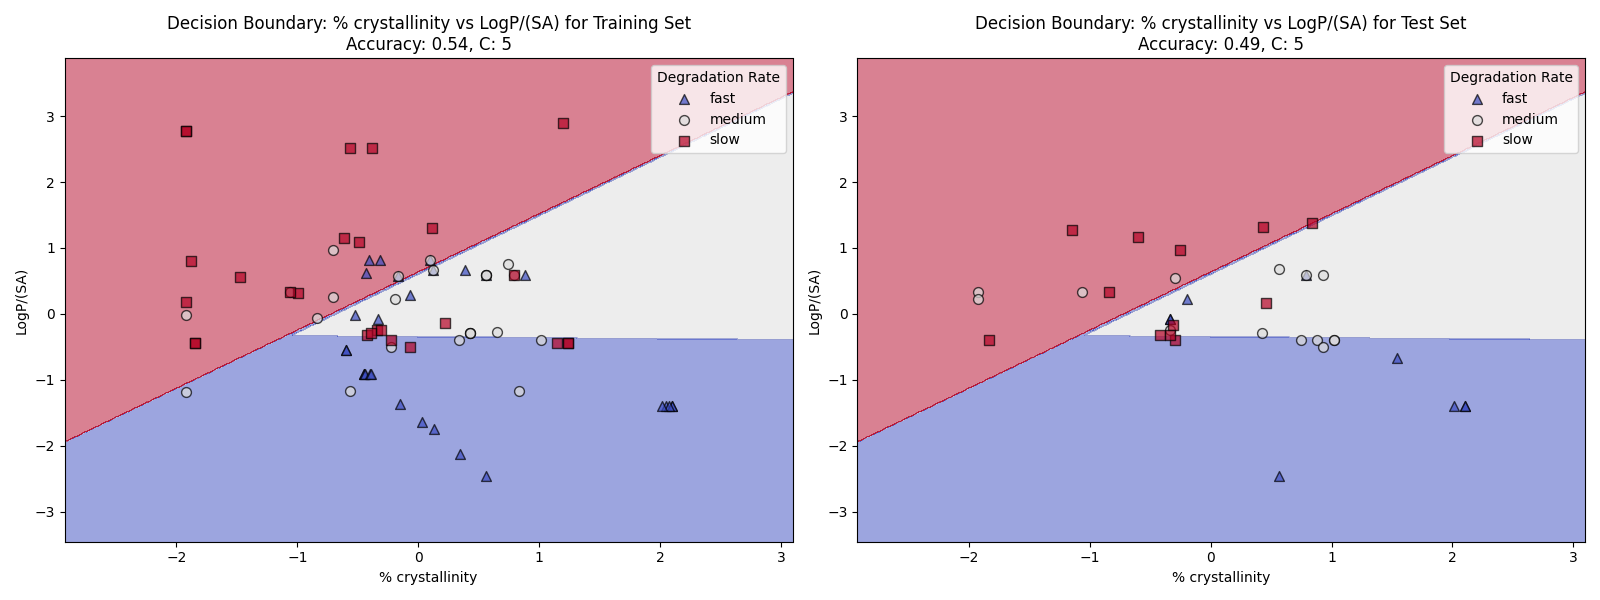 Decision Boundary: % crystallinity vs LogP/(SA) for Training Set
Accuracy: 0.54, C: 5
Degradation Rate
fast
medium
slow
3
2
1
0
−1
−2
−3
LogP/(SA)
−2 −1 0 1 2 3
% crystallinity
Decision Boundary: % crystallinity vs LogP/(SA) for Test Set
Accuracy: 0.49, C: 5
Degradation Rate
fast
medium
slow
3
2
1
0
−1
−2
−3
LogP/(SA)
−2 −1 0 1 2 3
% crystallinity